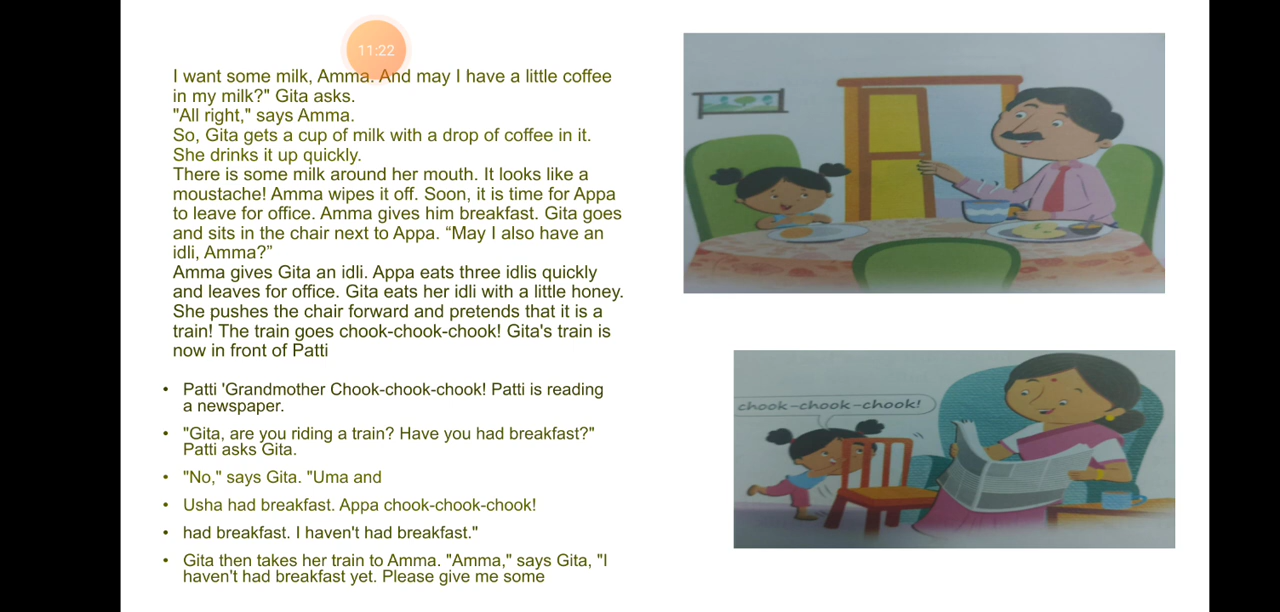 11:22
I want some milk, Amma. And may I have a little coffee
in my milk?" Gita asks.
"All right," says Amma.
So, Gita gets a cup of milk with a drop of coffee in it.
She drinks it up quickly.
There is some milk around her mouth. It looks like a
moustache! Amma wipes it off. Soon, it is time for Appa
to leave for office. Amma gives him breakfast. Gita goes
and sits in the chair next to Appa. “May I also have an
idli, Amma?”
Amma gives Gita an idli. Appa eats three idlis quickly
and leaves for office. Gita eats her idli with a little honey.
She pushes the chair forward and pretends that it is a
train! The train goes chook-chook-chook! Gita's train is
now in front of Patti
• Patti 'Grandmother Chook-chook-chook! Patti is reading
a newspaper.
• "Gita, are you riding a train? Have you had breakfast?"
Patti asks Gita.
• "No," says Gita. "Uma and
• Usha had breakfast. Appa chook-chook-chook!
• had breakfast. I haven't had breakfast."
• Gita then takes her train to Amma. "Amma," says Gita, "I
haven't had breakfast yet. Please give me some
chook-chook-chook!